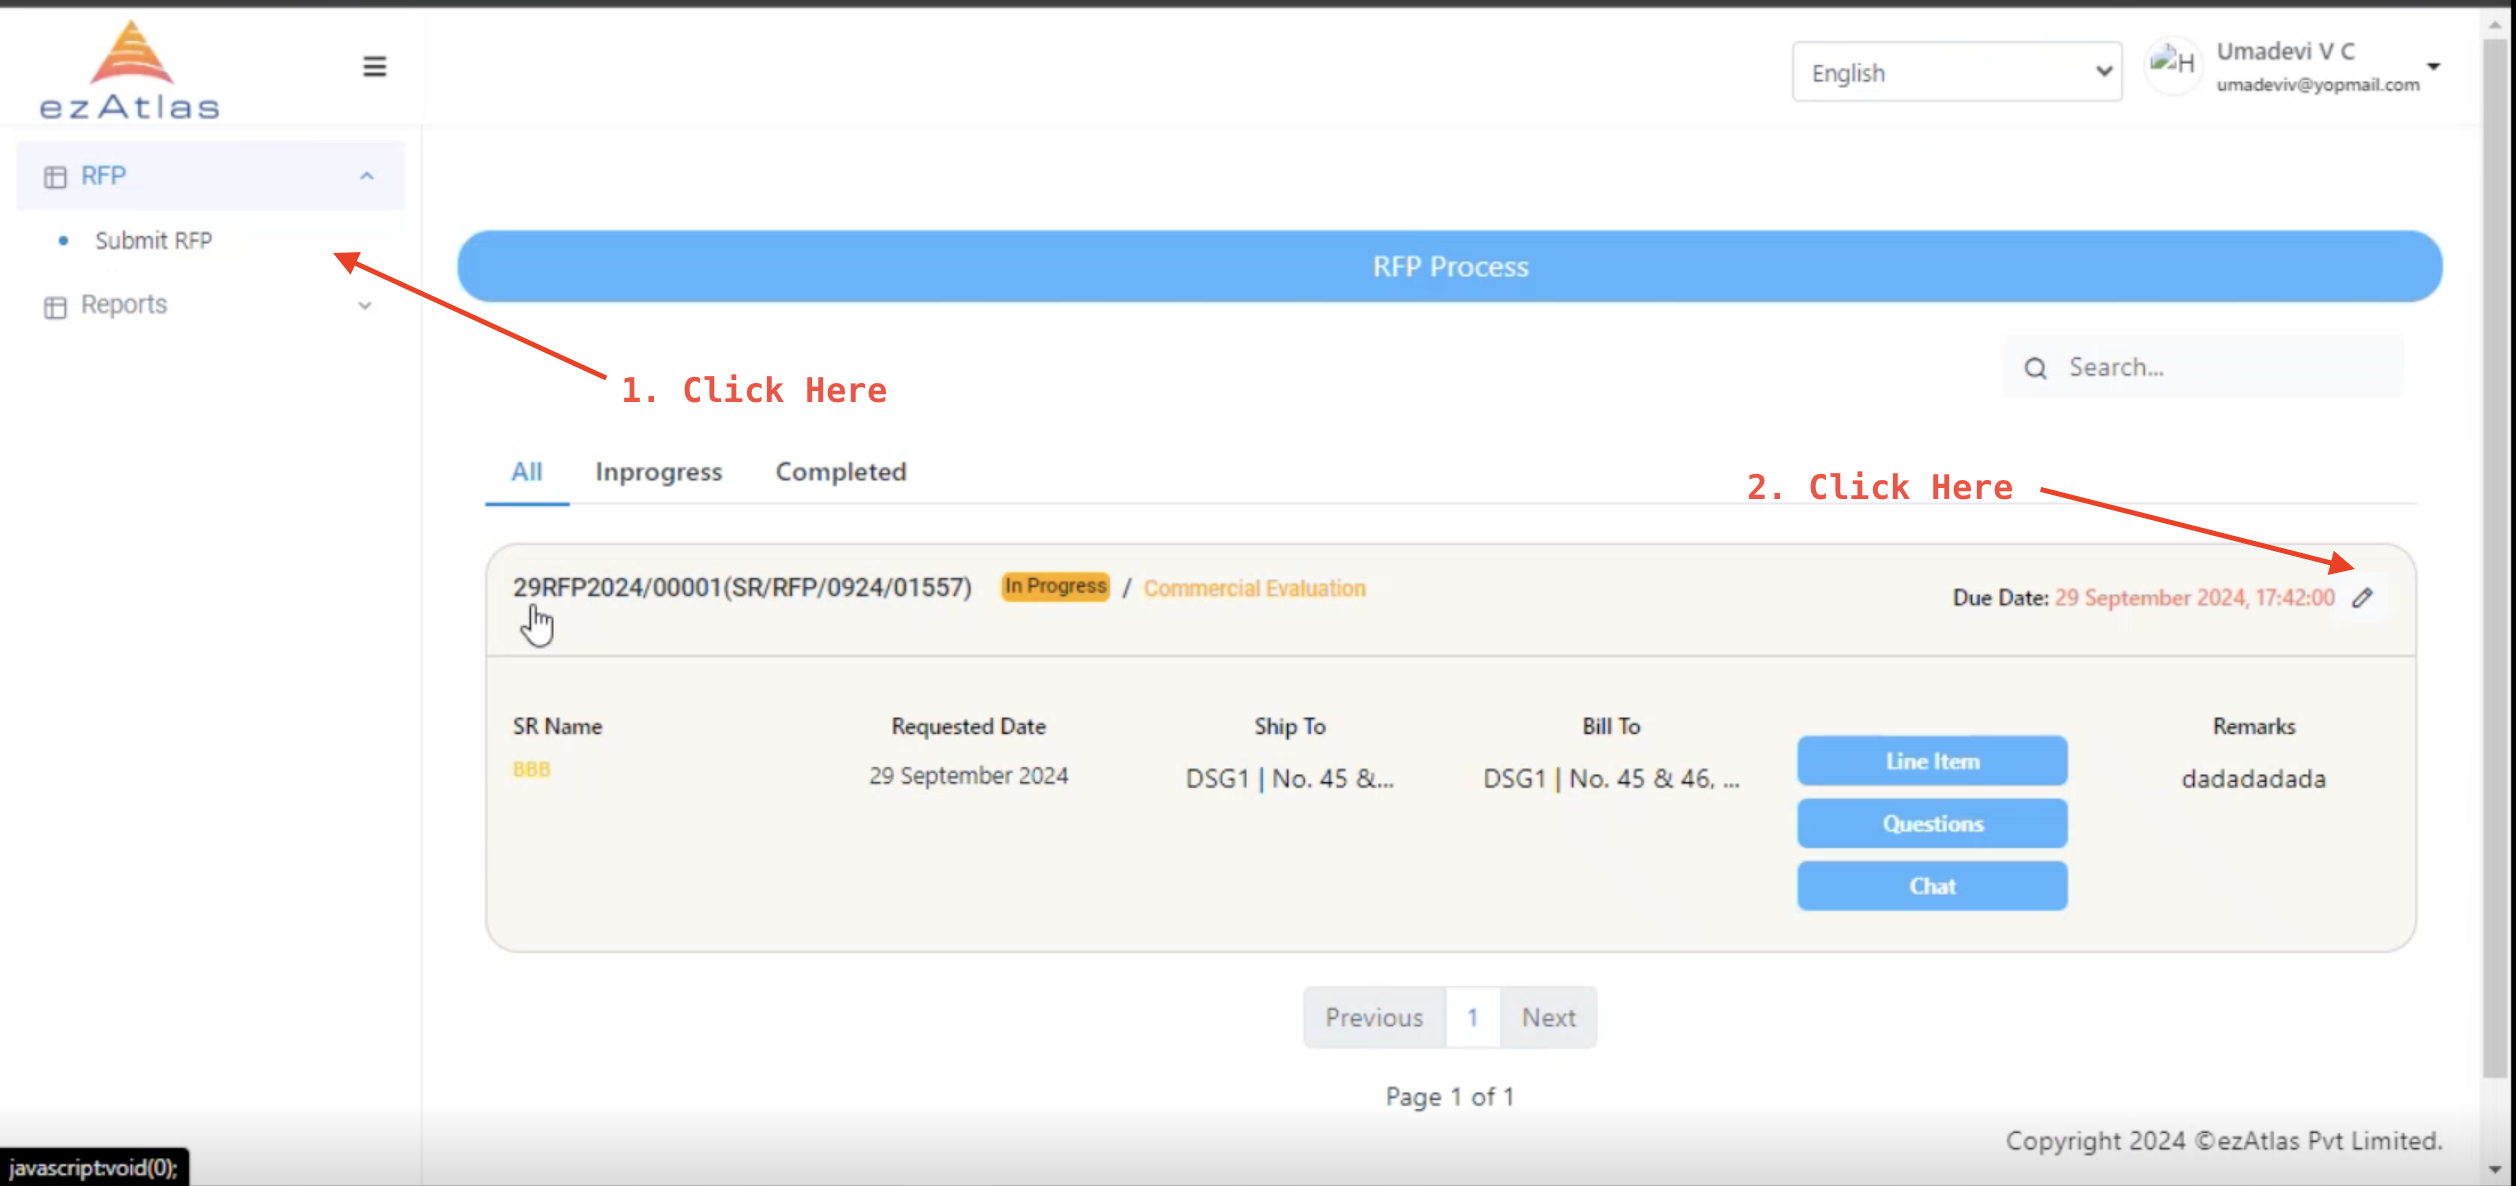 ezAtlas
English
H
Umadevi V C
umadeviv@yopmail.com
RFP
Submit RFP
Reports
RFP Process
1. Click Here
Search...
All Inprogress Completed
2. Click Here
29RFP2024/00001(SR/RFP/0924/01557) In Progress / Commercial Evaluation
Due Date: 29 September 2024, 17:42:00
SR Name Requested Date Ship To Bill To Remarks
BBB 29 September 2024 DSG1 | No. 45 &... DSG1 | No. 45 & 46, ... dadadadada
Line Item
Questions
Chat
Previous 1 Next
Page 1 of 1
Copyright 2024 ©ezAtlas Pvt Limited.
javascript:void(0);